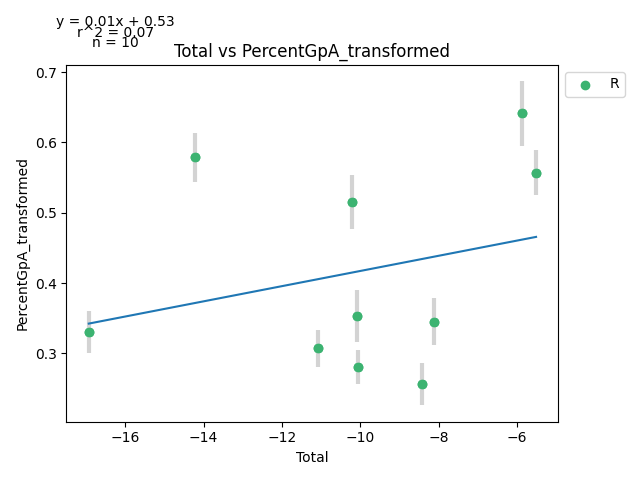 y = 0.01x + 0.53
r^2 = 0.07
n = 10
Total vs PercentGpA_transformed
R
PercentGpA_transformed
0.7
0.6
0.5
0.4
0.3
−16 −14 −12 −10 −8 −6
Total